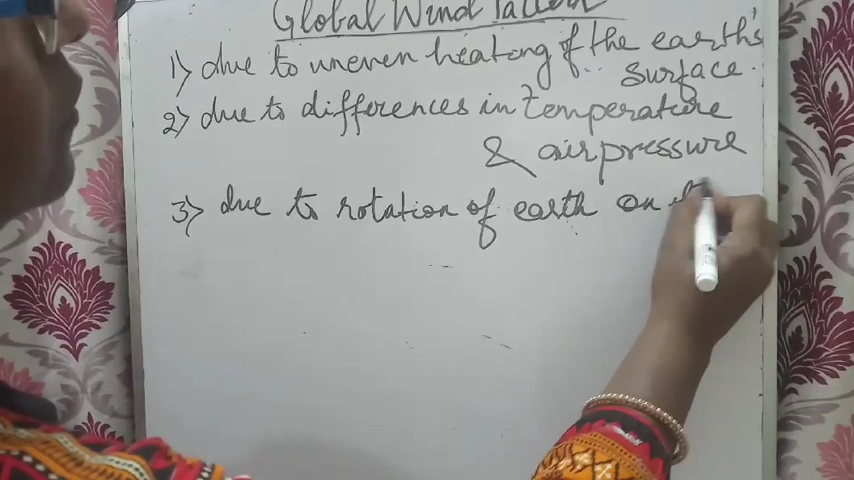 Global Wind Pattern
1) due to uneven heating of the earth's
surface.
2) due to differences in temperature
& air pressure
3) due to rotation of earth on